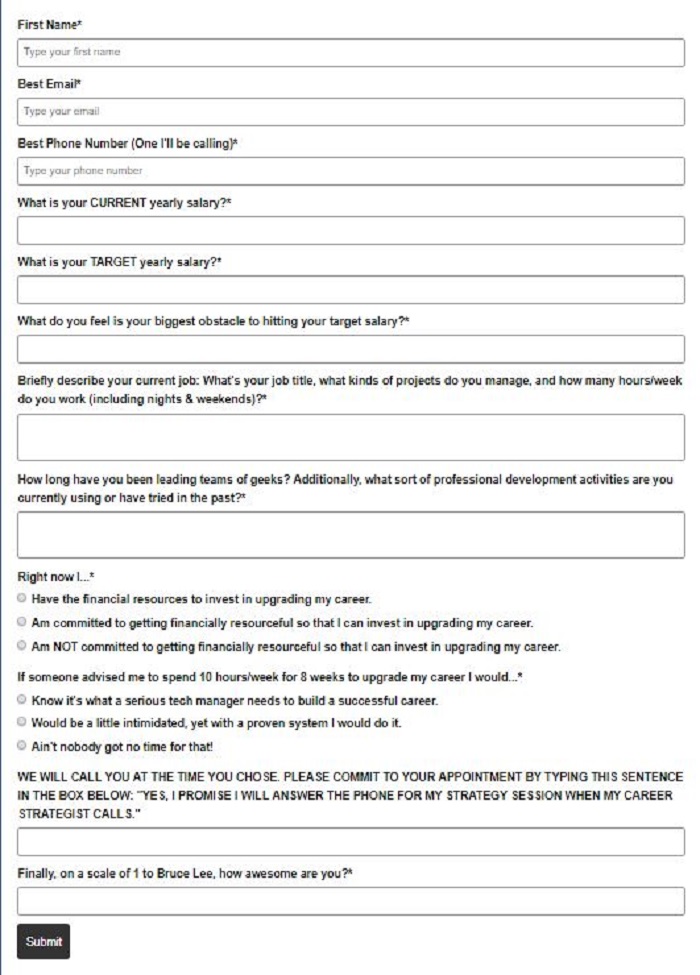 First Name*
Type your first name
Best Email*
Type your email
Best Phone Number (One I'll be calling)*
Type your phone number
What is your CURRENT yearly salary?*
What is your TARGET yearly salary?*
What do you feel is your biggest obstacle to hitting your target salary?*
Briefly describe your current job: What's your job title, what kinds of projects do you manage, and how many hours/week
do you work (including nights & weekends)?*
How long have you been leading teams of geeks? Additionally, what sort of professional development activities are you
currently using or have tried in the past?*
Right now I...*
Have the financial resources to invest in upgrading my career.
Am committed to getting financially resourceful so that I can invest in upgrading my career.
Am NOT committed to getting financially resourceful so that I can invest in upgrading my career.
If someone advised me to spend 10 hours/week for 8 weeks to upgrade my career I would...*
Know it's what a serious tech manager needs to build a successful career.
Would be a little intimidated, yet with a proven system I would do it.
Ain't nobody got no time for that!
WE WILL CALL YOU AT THE TIME YOU CHOSE. PLEASE COMMIT TO YOUR APPOINTMENT BY TYPING THIS SENTENCE
IN THE BOX BELOW: "YES, I PROMISE I WILL ANSWER THE PHONE FOR MY STRATEGY SESSION WHEN MY CAREER
STRATEGIST CALLS."
Finally, on a scale of 1 to Bruce Lee, how awesome are you?*
Submit